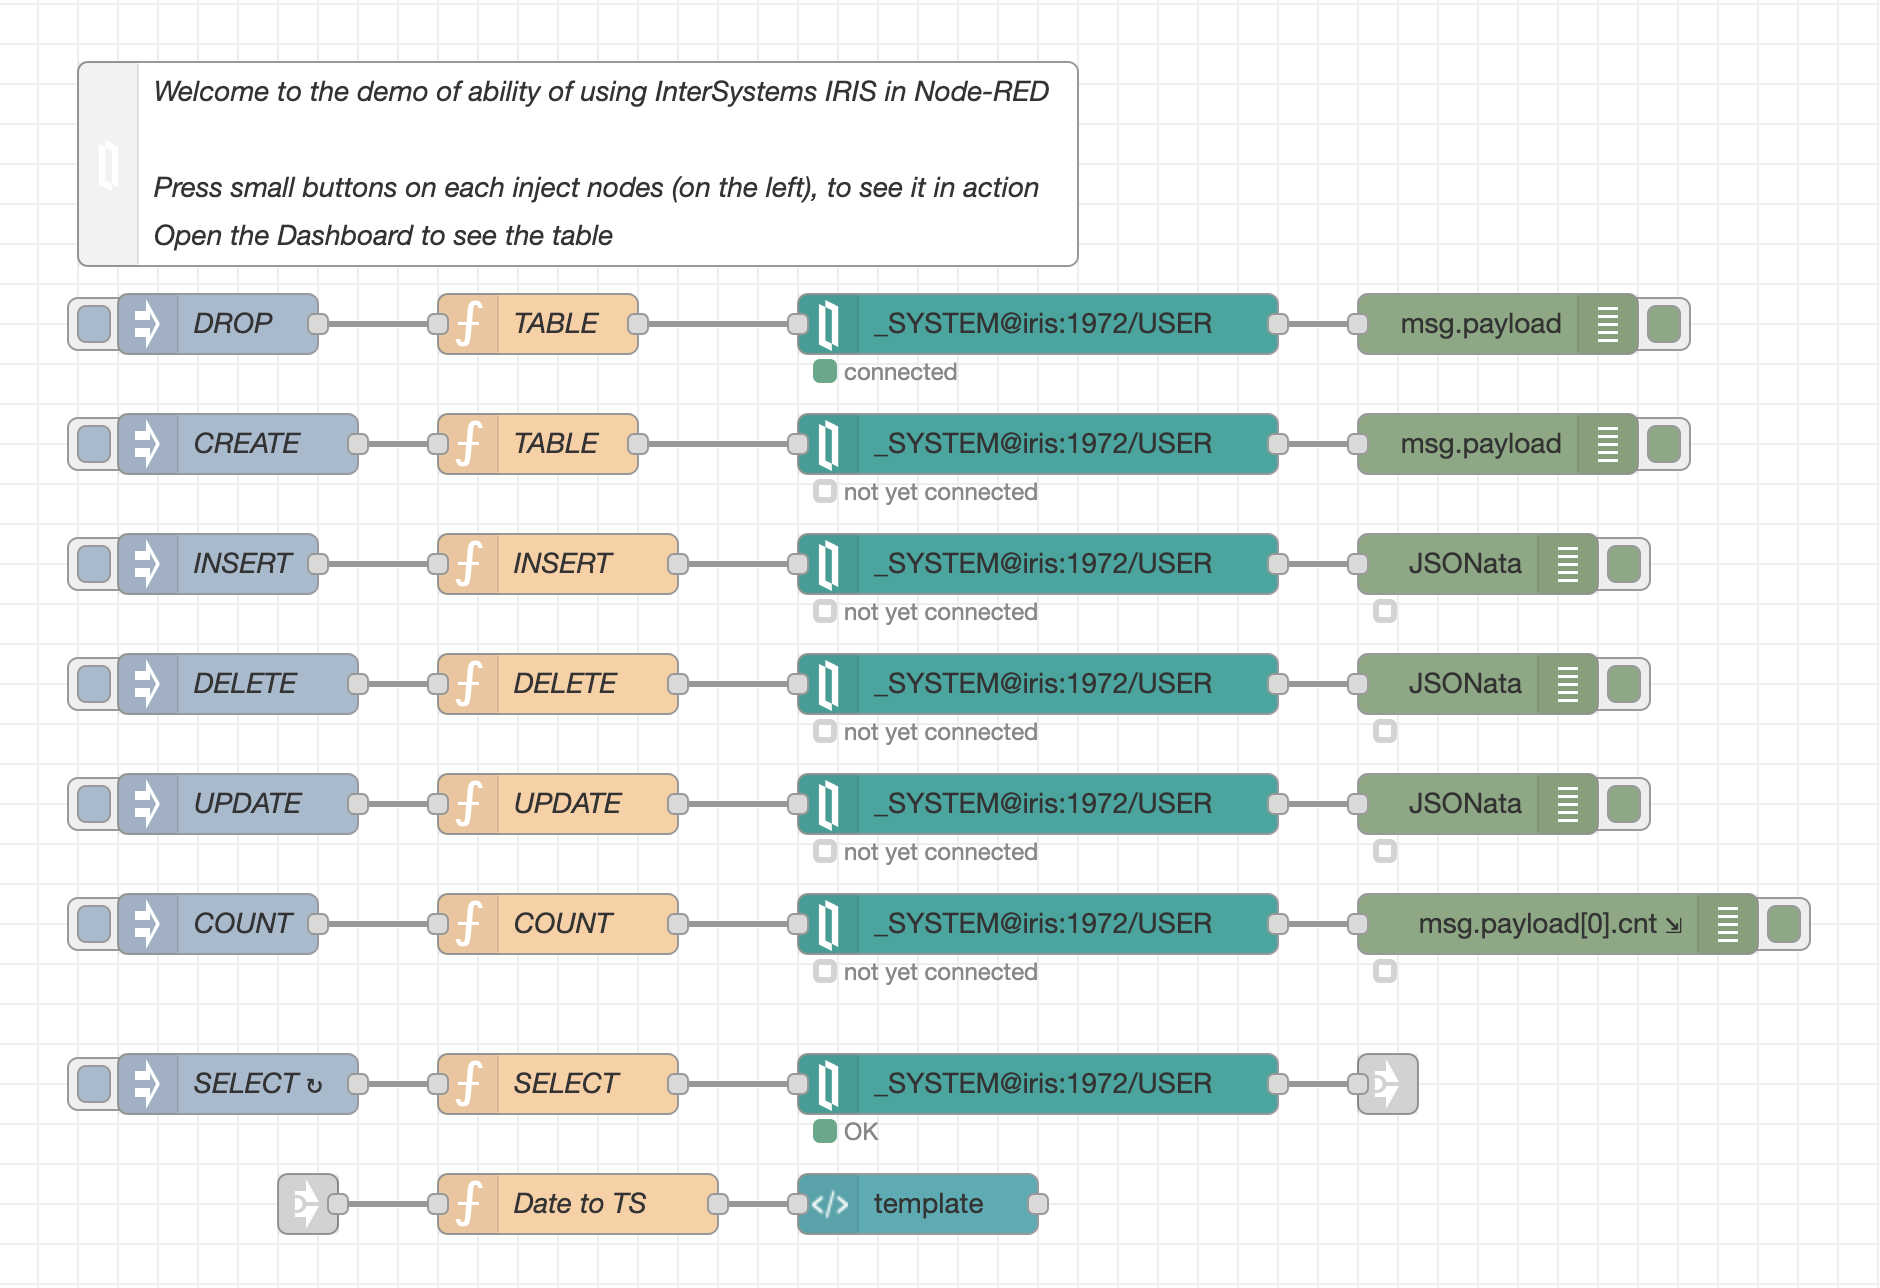 Welcome to the demo of ability of using InterSystems IRIS in Node-RED
Press small buttons on each inject nodes (on the left), to see it in action
Open the Dashboard to see the table
DROP TABLE _SYSTEM@iris:1972/USER msg.payload
connected
CREATE TABLE _SYSTEM@iris:1972/USER msg.payload
not yet connected
INSERT INSERT _SYSTEM@iris:1972/USER JSONata
not yet connected
DELETE DELETE _SYSTEM@iris:1972/USER JSONata
not yet connected
UPDATE UPDATE _SYSTEM@iris:1972/USER JSONata
not yet connected
COUNT COUNT _SYSTEM@iris:1972/USER msg.payload[0].cnt ⇲
not yet connected
SELECT ↻ SELECT _SYSTEM@iris:1972/USER
OK
Date to TS </> template